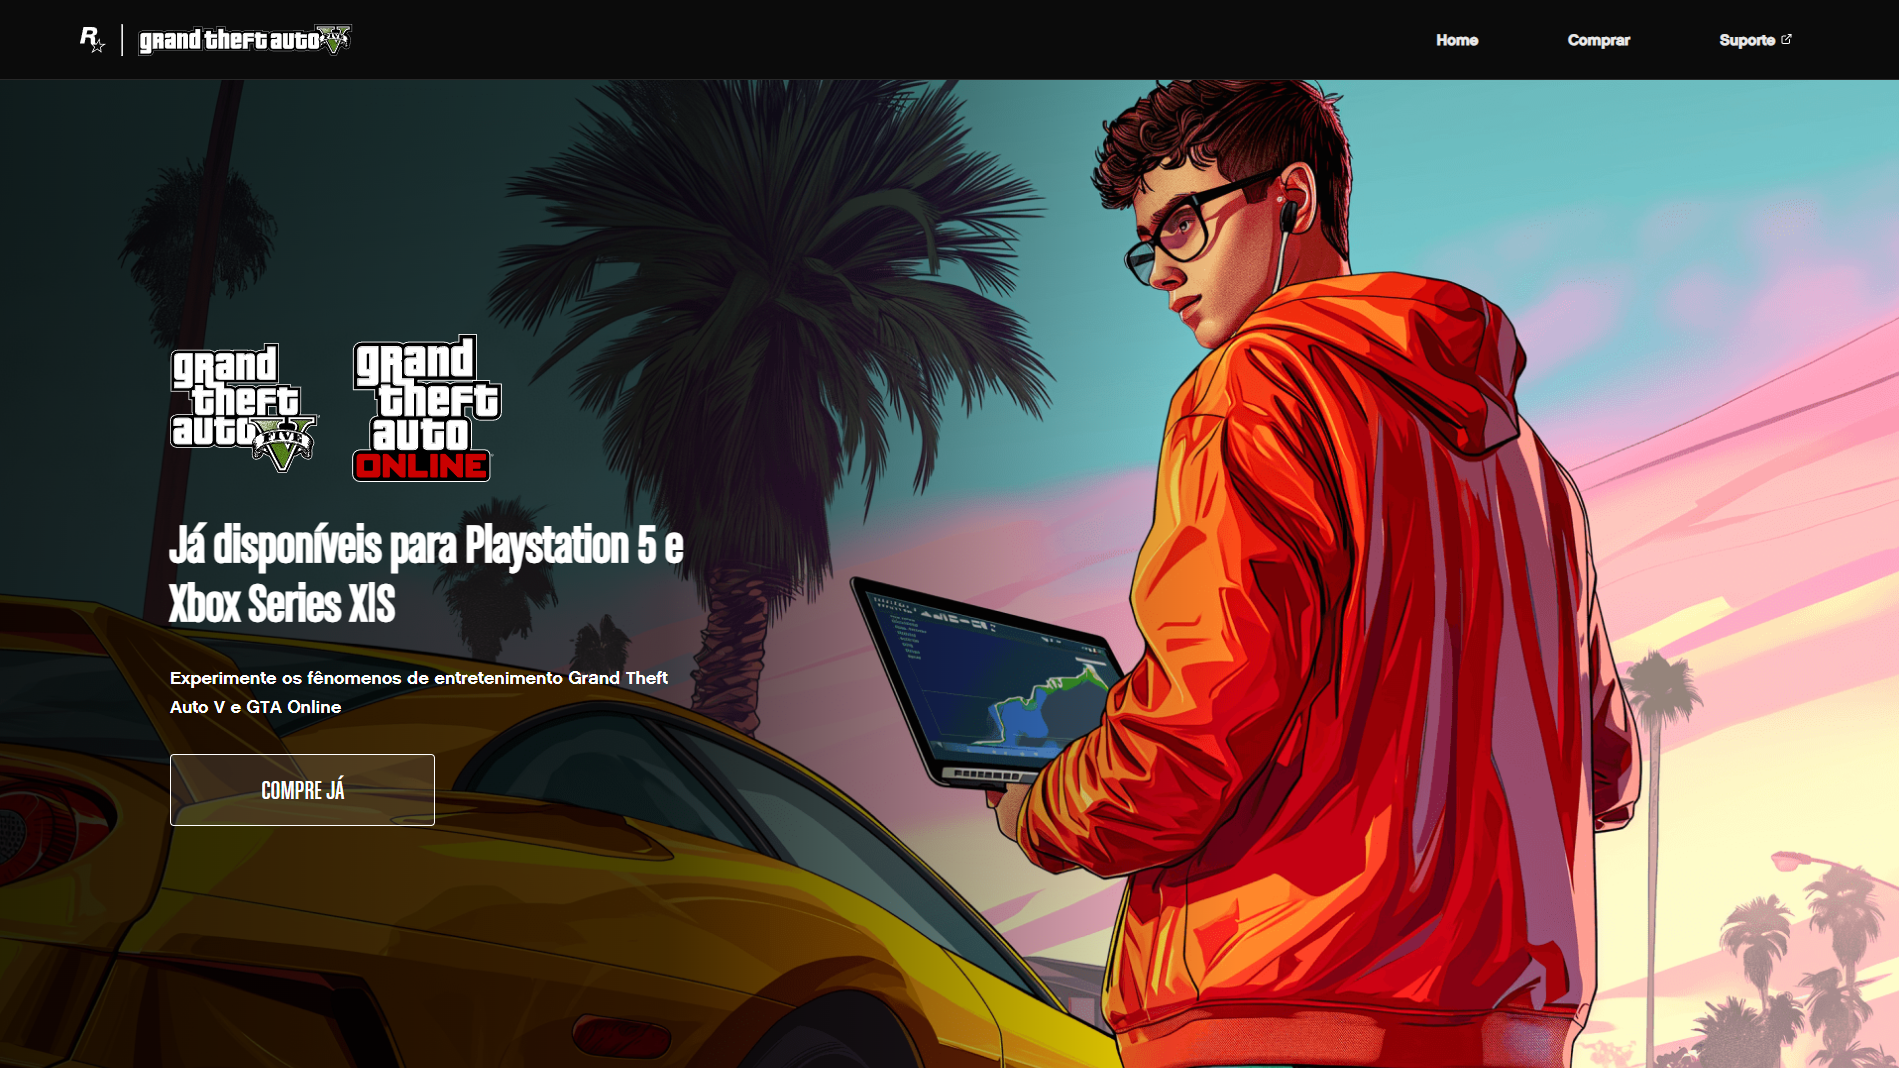 R
grand theft auto V
FIVE
Home
Comprar
Suporte
grand
theft
auto V
FIVE
grand
theft
auto
ONLINE
Já disponíveis para Playstation 5 e
Xbox Series X|S
Experimente os fênomenos de entretenimento Grand Theft
Auto V e GTA Online
COMPRE JÁ